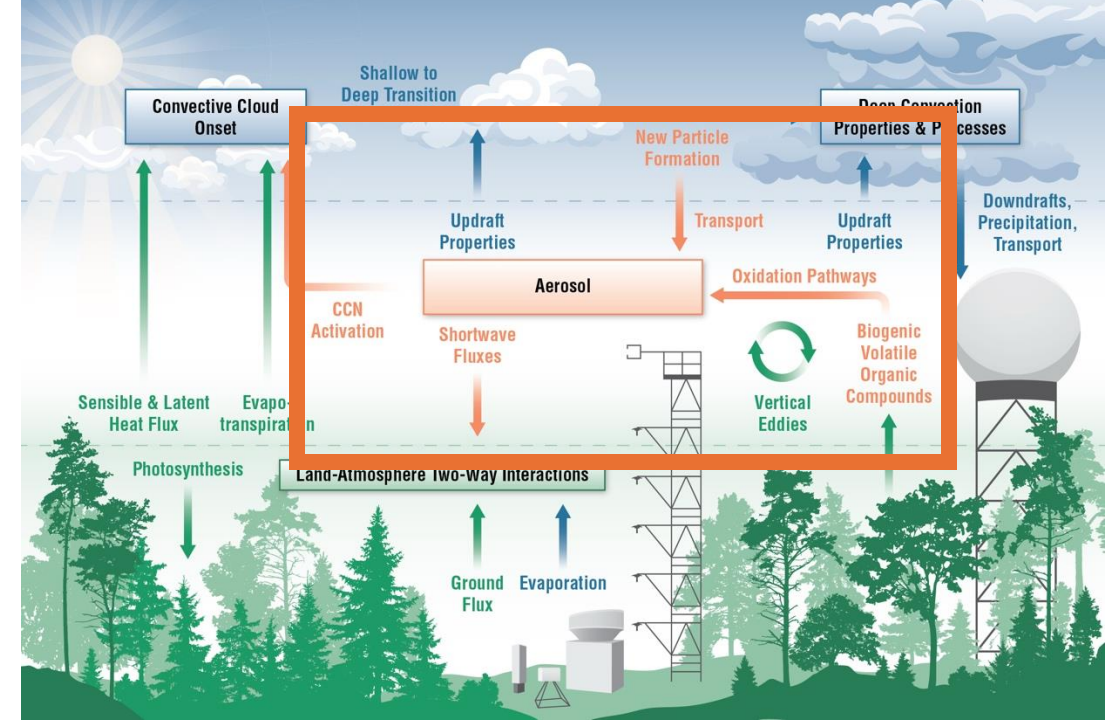 Shallow to
Deep Transition
Convective Cloud
Onset
Deep Convection
Properties & Processes
New Particle
Formation
Updraft
Properties
Transport
Updraft
Properties
Downdrafts,
Precipitation,
Transport
Aerosol
Oxidation Pathways
CCN
Activation
Shortwave
Fluxes
Biogenic
Volatile
Organic
Compounds
Vertical
Eddies
Sensible & Latent
Heat Flux
Evapo-
transpiration
Photosynthesis
Land-Atmosphere Two-Way Interactions
Ground
Flux
Evaporation